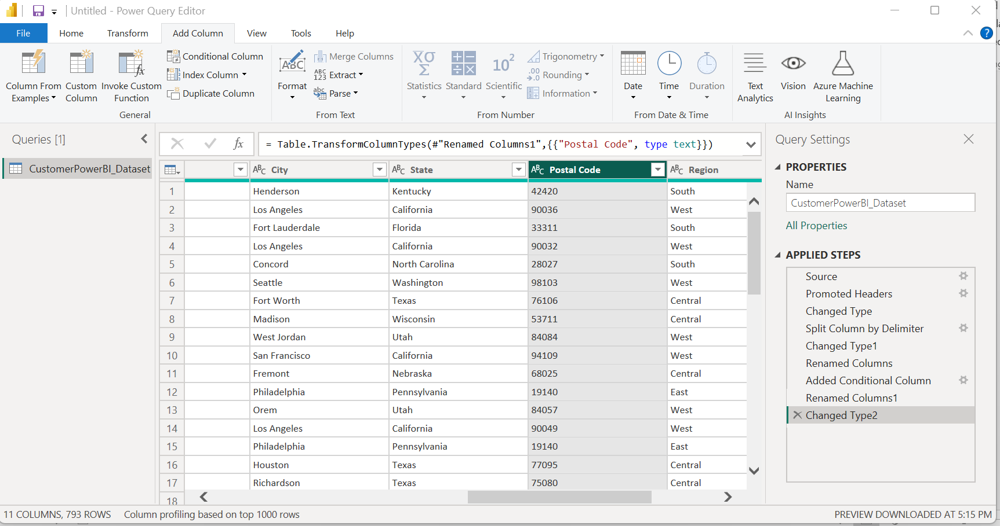 Untitled - Power Query Editor
File Home Transform Add Column View Tools Help
Column From Examples
Custom Column
Invoke Custom Function
Conditional Column
Index Column
Duplicate Column
General
Format
Merge Columns
Extract
Parse
From Text
Statistics
Standard
Scientific
Trigonometry
Rounding
Information
From Number
Date
Time
Duration
From Date & Time
Text Analytics
Vision
Azure Machine Learning
AI Insights
Queries [1]
CustomerPowerBI_Dataset
fx = Table.TransformColumnTypes(#"Renamed Columns1",{{"Postal Code", type text}})
ABC City ABC State ABC Postal Code ABC Region
1 Henderson Kentucky 42420 South
2 Los Angeles California 90036 West
3 Fort Lauderdale Florida 33311 South
4 Los Angeles California 90032 West
5 Concord North Carolina 28027 South
6 Seattle Washington 98103 West
7 Fort Worth Texas 76106 Central
8 Madison Wisconsin 53711 Central
9 West Jordan Utah 84084 West
10 San Francisco California 94109 West
11 Fremont Nebraska 68025 Central
12 Philadelphia Pennsylvania 19140 East
13 Orem Utah 84057 West
14 Los Angeles California 90049 West
15 Philadelphia Pennsylvania 19140 East
16 Houston Texas 77095 Central
17 Richardson Texas 75080 Central
18
Query Settings
PROPERTIES
Name
CustomerPowerBI_Dataset
All Properties
APPLIED STEPS
Source
Promoted Headers
Changed Type
Split Column by Delimiter
Changed Type1
Renamed Columns
Added Conditional Column
Renamed Columns1
Changed Type2
11 COLUMNS, 793 ROWS Column profiling based on top 1000 rows
PREVIEW DOWNLOADED AT 5:15 PM